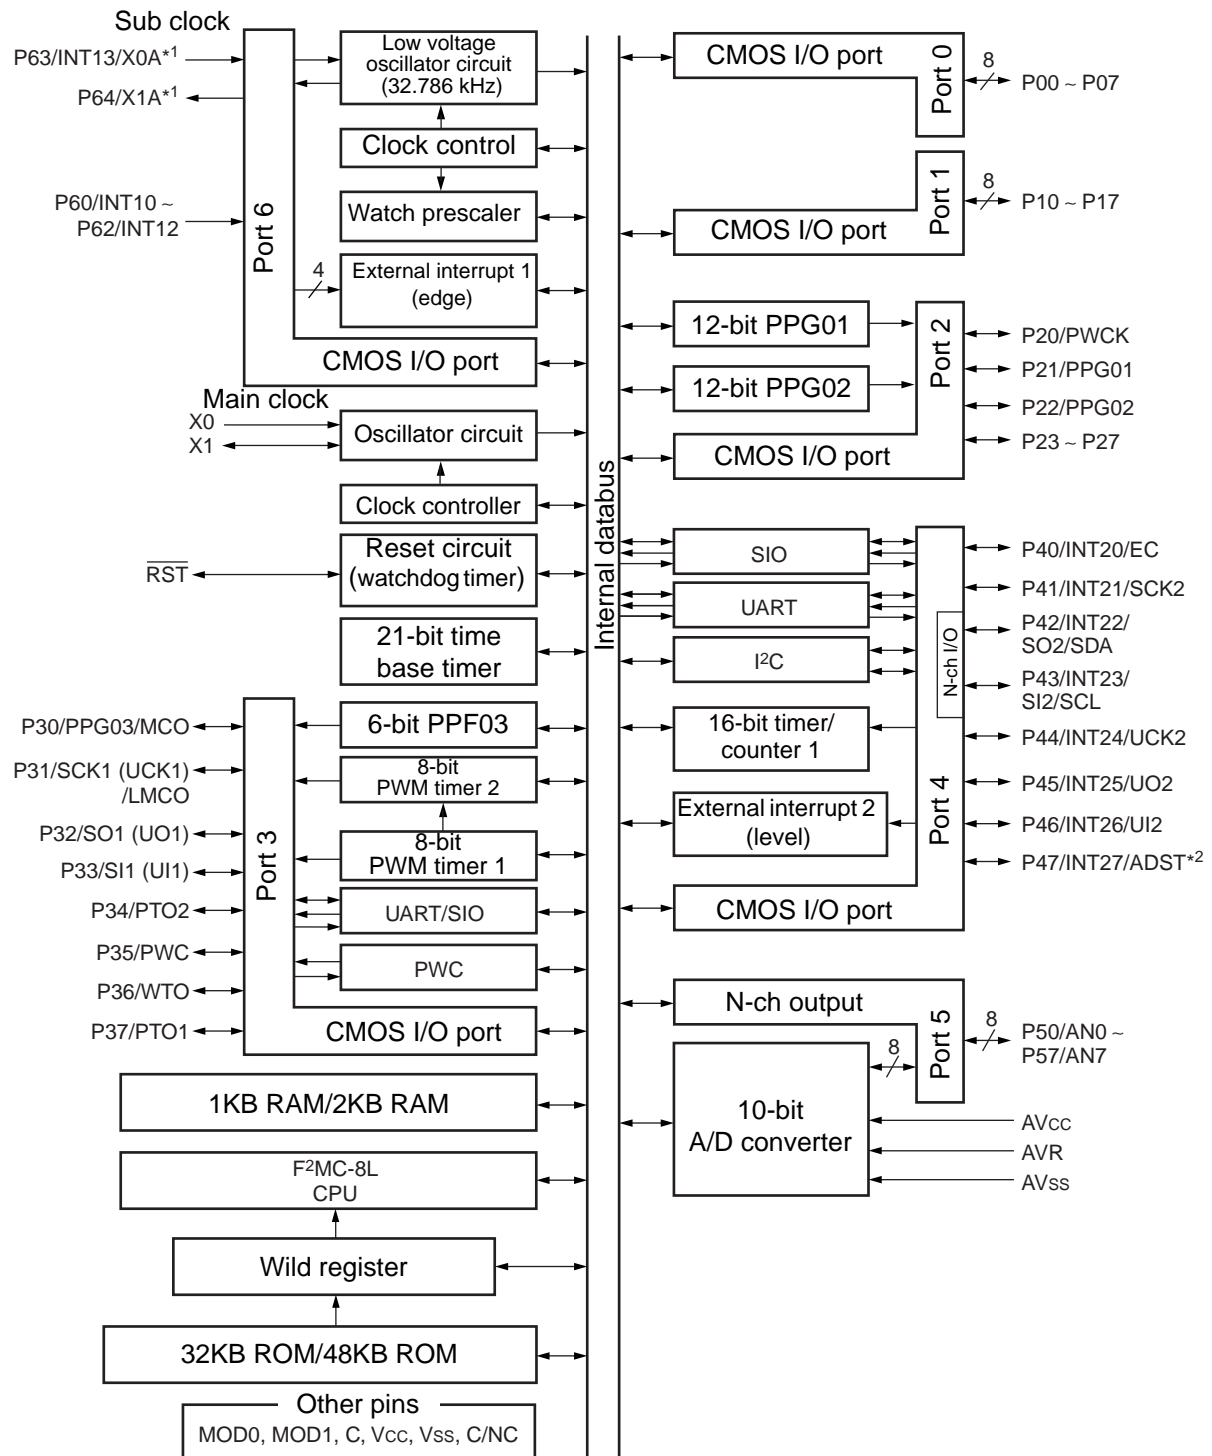 Sub clock
P63/INT13/X0A*1
P64/X1A*1
P60/INT10 ~
P62/INT12
Port 6
Low voltage
oscillator circuit
(32.786 kHz)
Clock control
Watch prescaler
4
External interrupt 1
(edge)
CMOS I/O port
Main clock
X0
X1
Oscillator circuit
Clock controller
RST
Reset circuit
(watchdog timer)
21-bit time
base timer
P30/PPG03/MCO
P31/SCK1 (UCK1)
/LMCO
P32/SO1 (UO1)
P33/SI1 (UI1)
P34/PTO2
P35/PWC
P36/WTO
P37/PTO1
Port 3
6-bit PPF03
8-bit
PWM timer 2
8-bit
PWM timer 1
UART/SIO
PWC
CMOS I/O port
1KB RAM/2KB RAM
F2MC-8L
CPU
Wild register
32KB ROM/48KB ROM
Other pins
MOD0, MOD1, C, Vcc, Vss, C/NC
Internal databus
CMOS I/O port
Port 0
8
P00 ~ P07
Port 1
8
P10 ~ P17
CMOS I/O port
12-bit PPG01
12-bit PPG02
CMOS I/O port
Port 2
P20/PWCK
P21/PPG01
P22/PPG02
P23 ~ P27
SIO
UART
I2C
16-bit timer/
counter 1
External interrupt 2
(level)
CMOS I/O port
N-ch I/O
Port 4
P40/INT20/EC
P41/INT21/SCK2
P42/INT22/
SO2/SDA
P43/INT23/
SI2/SCL
P44/INT24/UCK2
P45/INT25/UO2
P46/INT26/UI2
P47/INT27/ADST*2
N-ch output
Port 5
8
8
P50/AN0 ~
P57/AN7
10-bit
A/D converter
AVcc
AVR
AVss